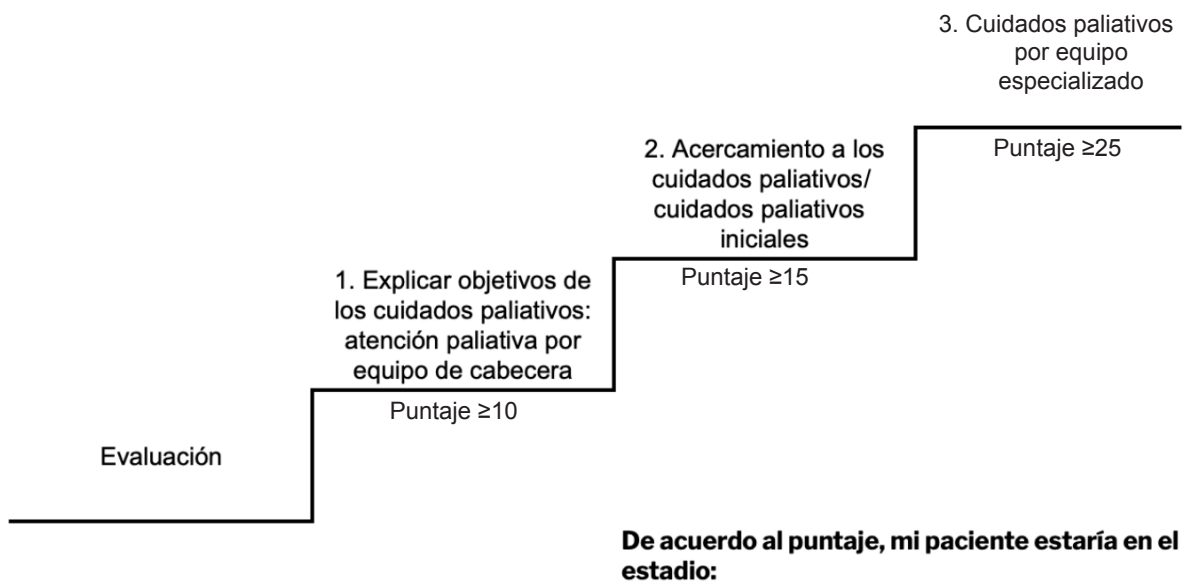 3. Cuidados paliativos
por equipo
especializado
Puntaje ≥25
2. Acercamiento a los
cuidados paliativos/
cuidados paliativos
iniciales
Puntaje ≥15
1. Explicar objetivos de
los cuidados paliativos:
atención paliativa por
equipo de cabecera
Puntaje ≥10
Evaluación
De acuerdo al puntaje, mi paciente estaría en el
estadio: